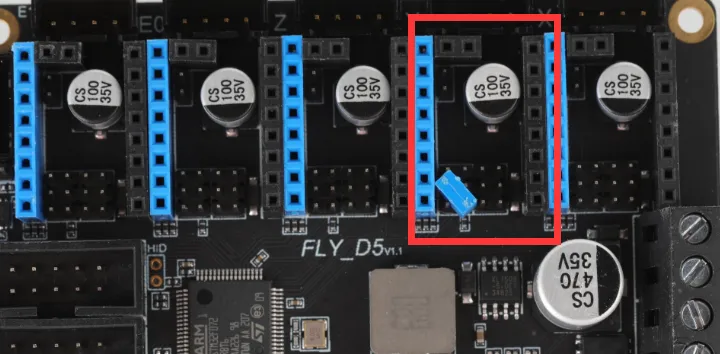 E0
Z
X
CS
100
35V
CS
100
35V
CS
100
35V
CS
100
35V
CS
100
35V
HiD
FLY_D5V1.1
ARM
CS
470
35V